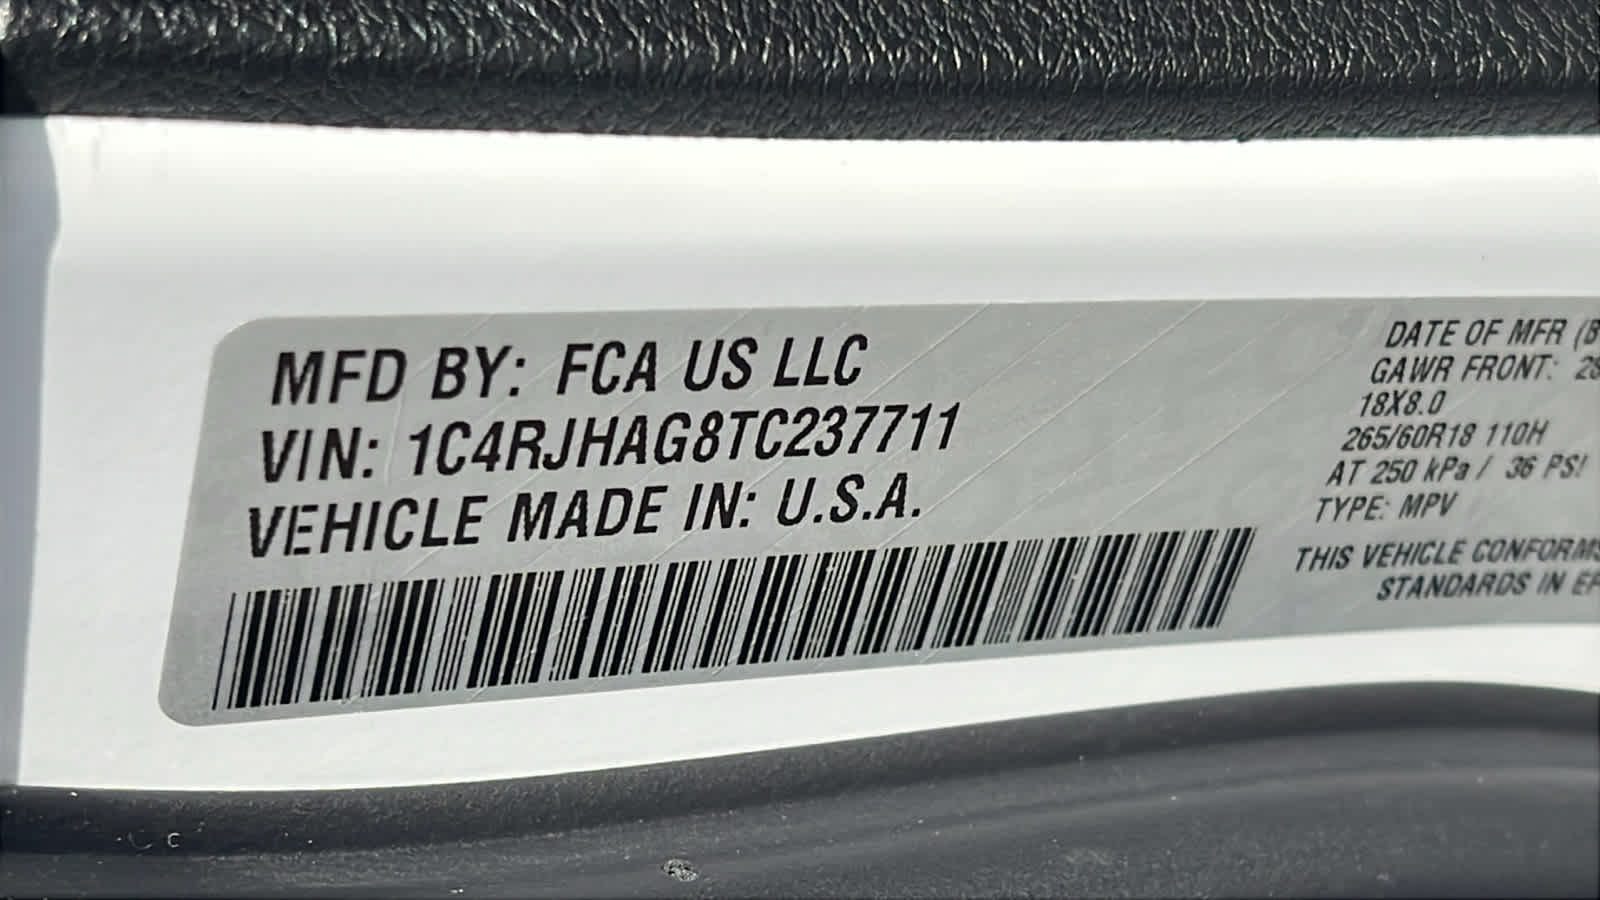 MFD BY: FCA US LLC
VIN: 1C4RJHAG8TC237711
VEHICLE MADE IN: U.S.A.
DATE OF MFR
GAWR FRONT:
18X8.0
265/60R18 110H
AT 250 kPa / 36 PSI
TYPE: MPV
THIS VEHICLE CONFORMS
STANDARDS IN